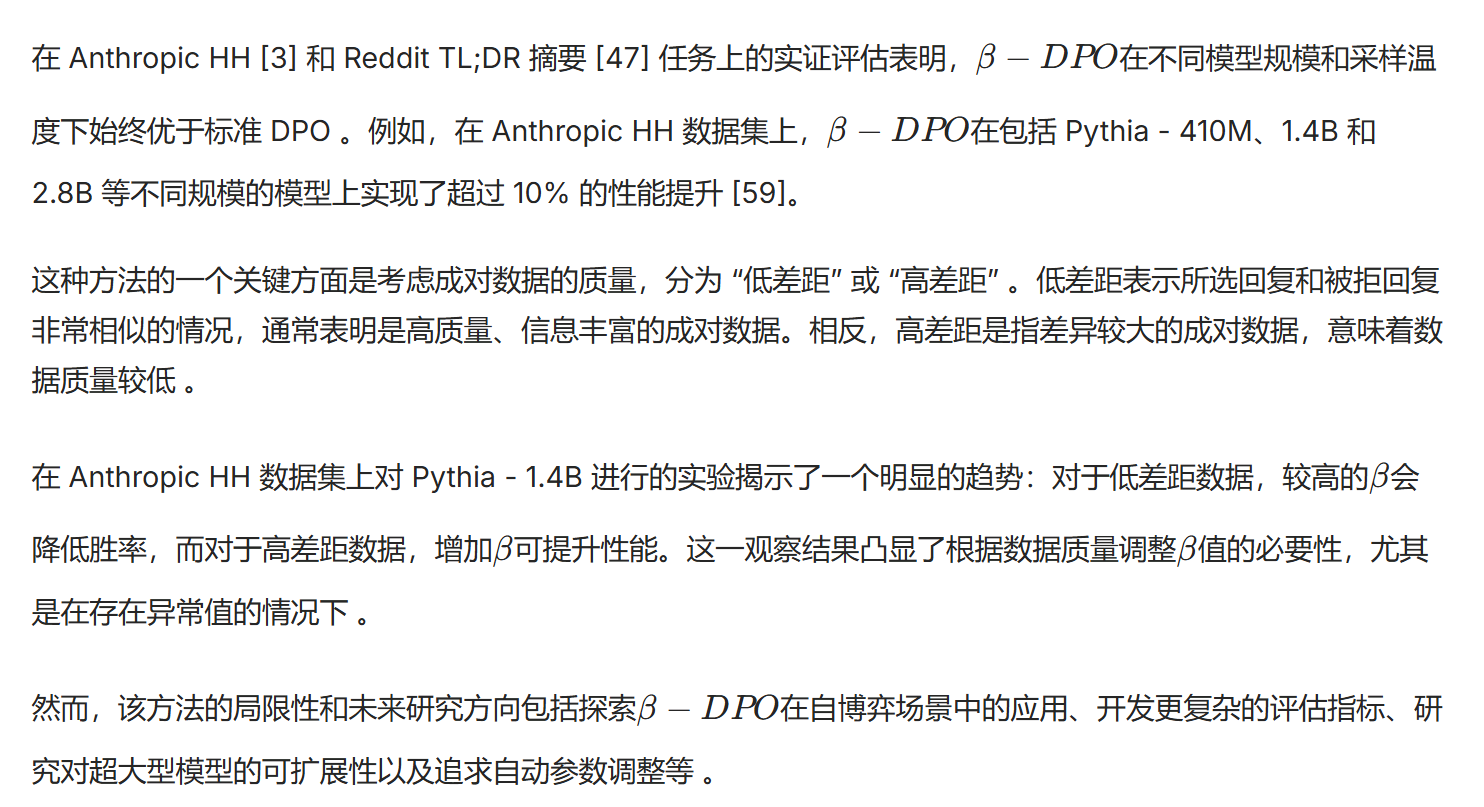 在 Anthropic HH [3] 和 Reddit TL;DR 摘要 [47] 任务上的实证评估表明，β − DPO在不同模型规模和采样温
度下始终优于标准 DPO 。例如，在 Anthropic HH 数据集上，β − DPO在包括 Pythia - 410M、1.4B 和
2.8B 等不同规模的模型上实现了超过 10% 的性能提升 [59]。
这种方法的一个关键方面是考虑成对数据的质量，分为 “低差距” 或 “高差距” 。低差距表示所选回复和被拒回复
非常相似的情况，通常表明是高质量、信息丰富的成对数据。相反，高差距是指差异较大的成对数据，意味着数
据质量较低 。
在 Anthropic HH 数据集上对 Pythia - 1.4B 进行的实验揭示了一个明显的趋势：对于低差距数据，较高的β会
降低胜率，而对于高差距数据，增加β可提升性能。这一观察结果凸显了根据数据质量调整β值的必要性，尤其
是在存在异常值的情况下 。
然而，该方法的局限性和未来研究方向包括探索β − DPO在自博弈场景中的应用、开发更复杂的评估指标、研
究对超大型模型的可扩展性以及追求自动参数调整等 。